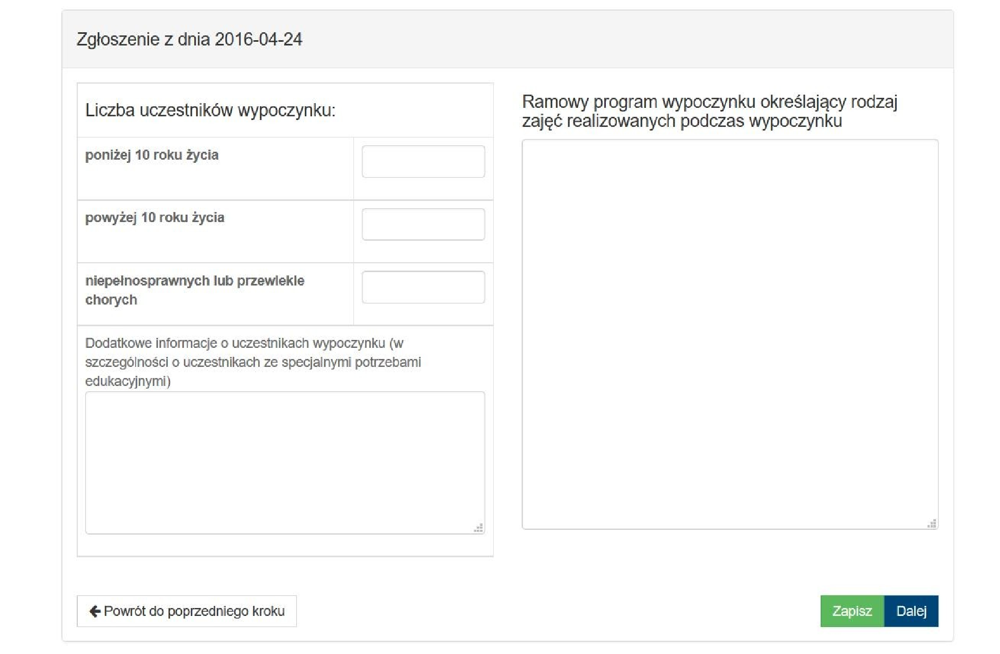 Zgłoszenie z dnia 2016-04-24
Liczba uczestników wypoczynku:
poniżej 10 roku życia
powyżej 10 roku życia
niepełnosprawnych lub przewlekle
chorych
Dodatkowe informacje o uczestnikach wypoczynku (w
szczególności o uczestnikach ze specjalnymi potrzebami
edukacyjnymi)
Ramowy program wypoczynku określający rodzaj
zajęć realizowanych podczas wypoczynku
Powrót do poprzedniego kroku
Zapisz
Dalej